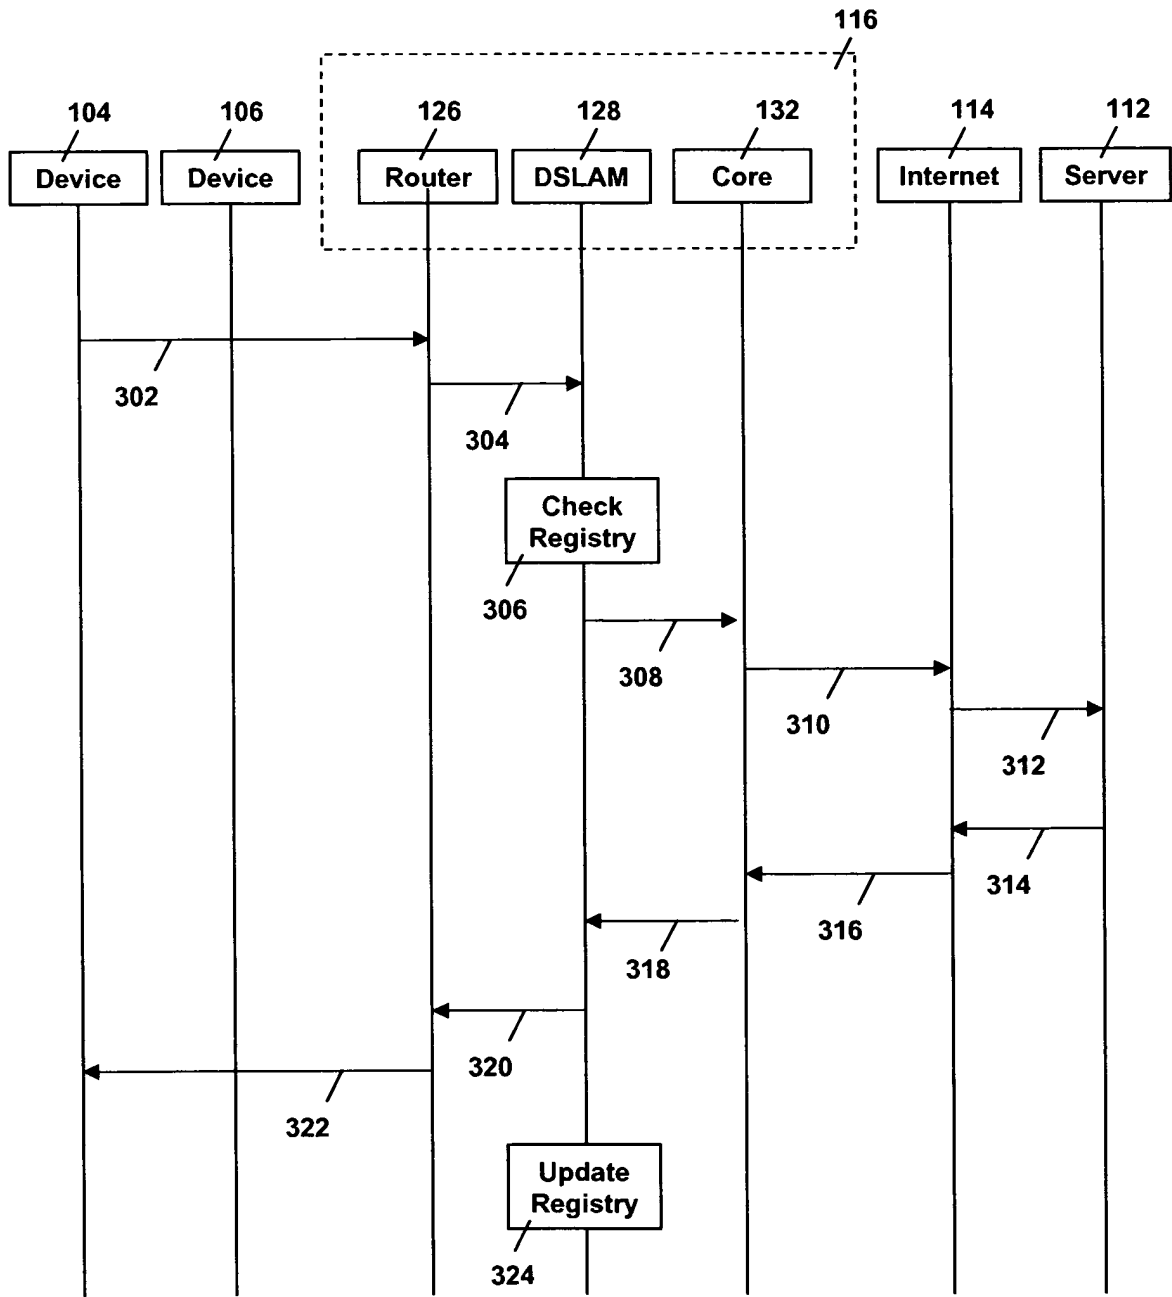 116
104
106
126
128
132
114
112
Device
Device
Router
DSLAM
Core
Internet
Server
302
304
Check
Registry
306
308
310
312
314
316
318
320
322
Update
Registry
324